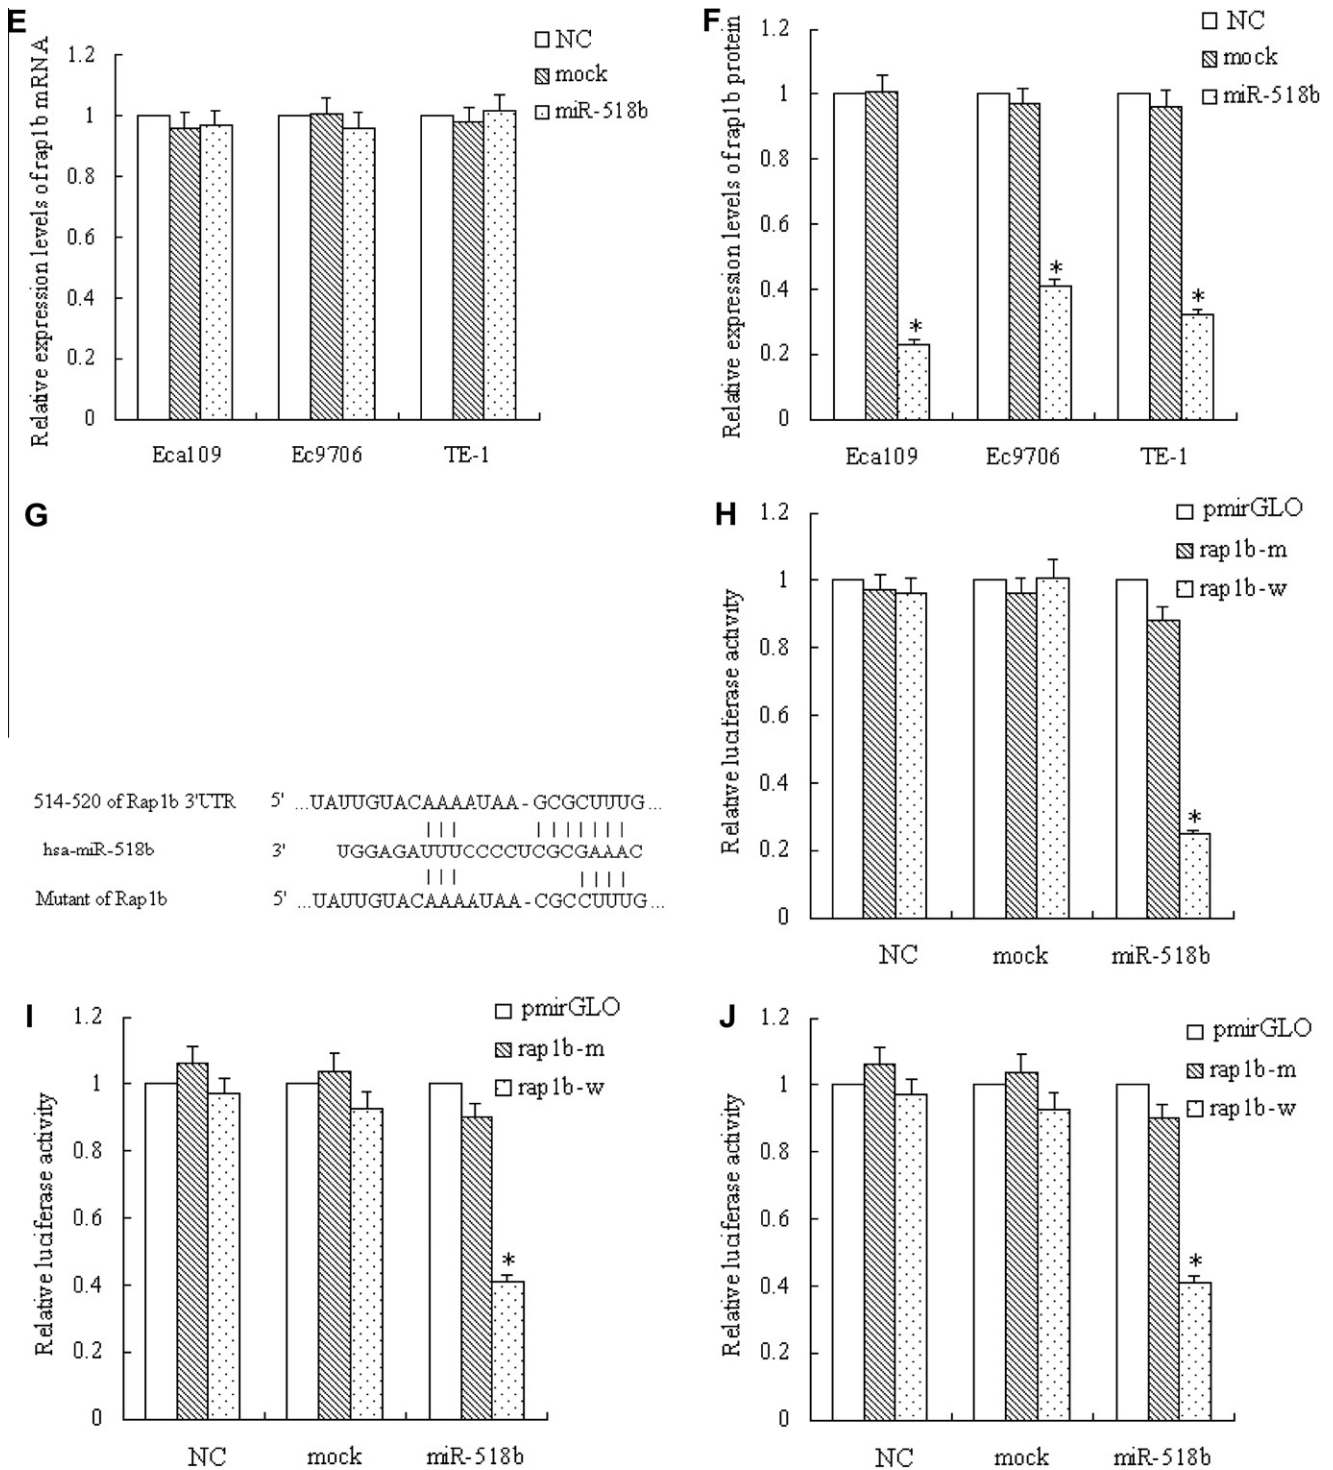 E
Relative expression levels of rap1b mRNA
1.2
1
0.8
0.6
0.4
0.2
0
NC
mock
miR-518b
Eca109 Ec9706 TE-1
F
Relative expression levels of rap1b protein
1.2
1
0.8
0.6
0.4
0.2
0
NC
mock
miR-518b
*
*
*
Eca109 Ec9706 TE-1
G
514-520 of Rap1b 3'UTR 5' ...UAUUGUACAAAAUAA-GCGCUUUG...
hsa-miR-518b 3' UGGAGAUUUCCCCUCGCGAAAC
Mutant of Rap1b 5' ...UAUUGUACAAAAUAA-CGCCUUUG...
H
Relative luciferase activity
1.2
1
0.8
0.6
0.4
0.2
0
pmirGLO
rap1b-m
rap1b-w
*
NC mock miR-518b
I
Relative luciferase activity
1.2
1
0.8
0.6
0.4
0.2
0
pmirGLO
rap1b-m
rap1b-w
*
NC mock miR-518b
J
Relative luciferase activity
1.2
1
0.8
0.6
0.4
0.2
0
pmirGLO
rap1b-m
rap1b-w
*
NC mock miR-518b